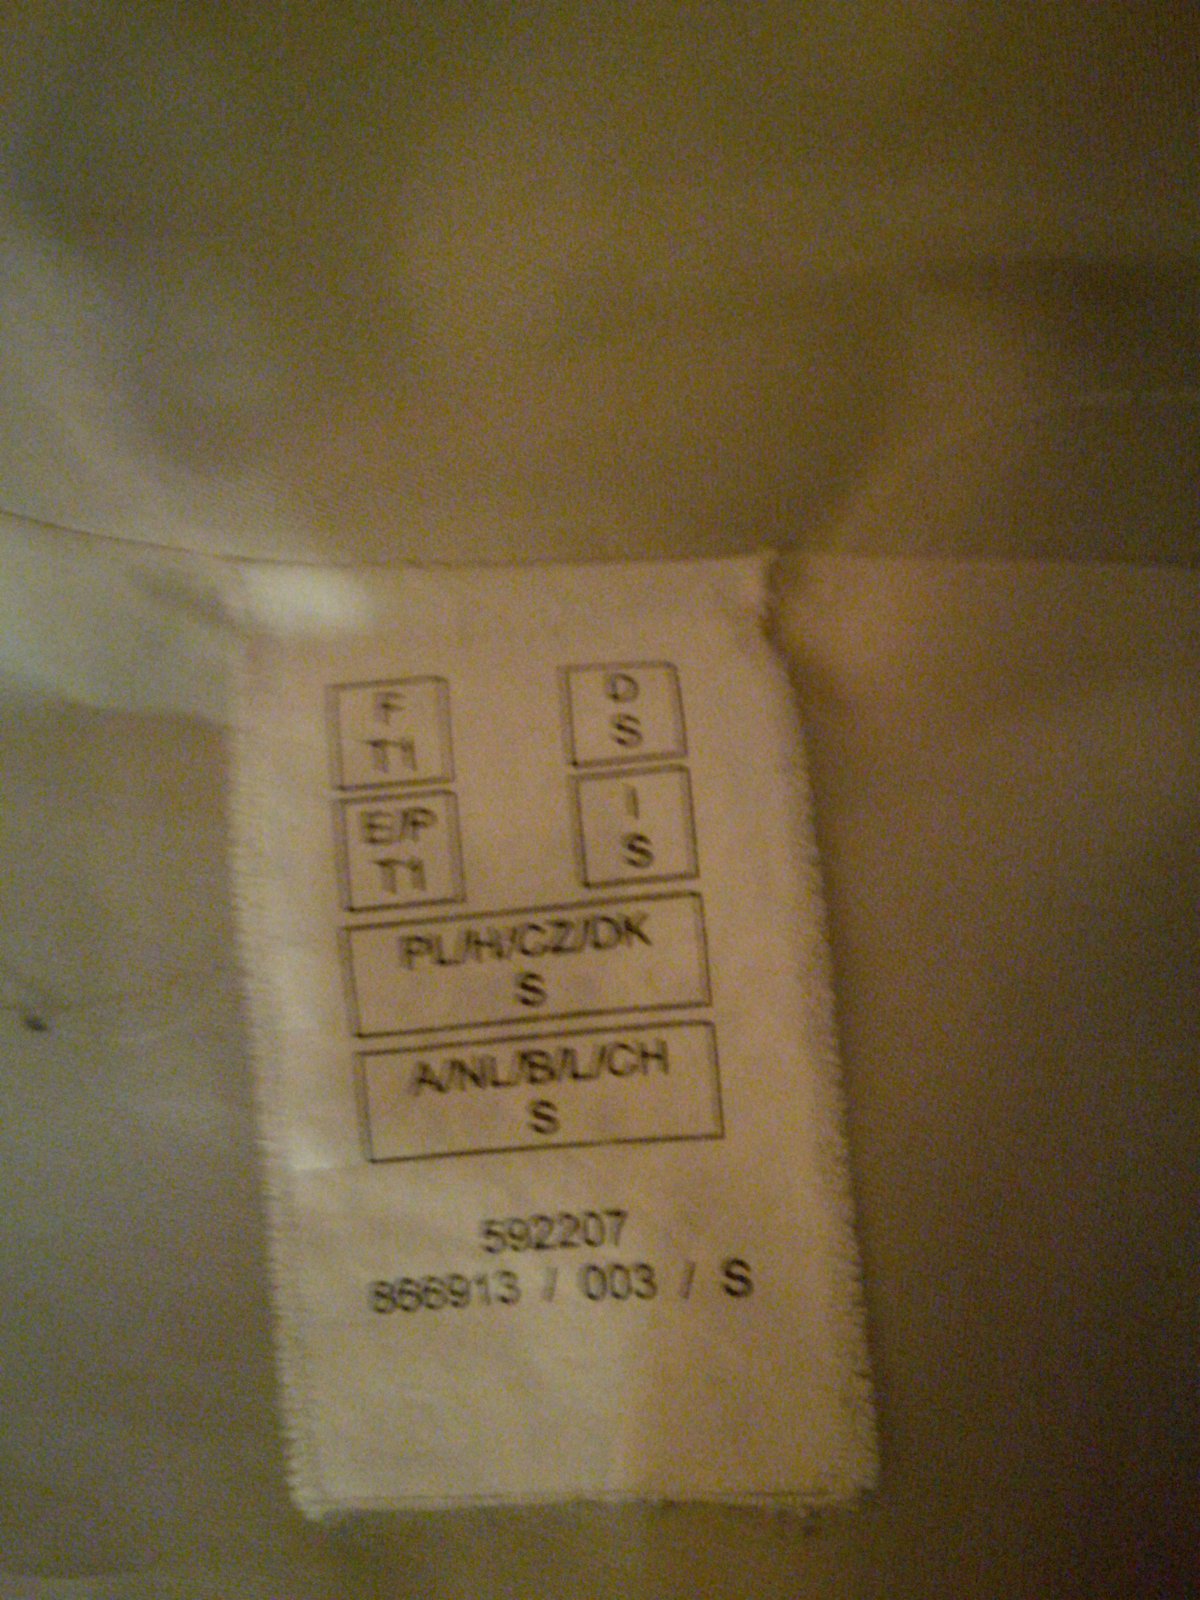 F
T1
D
S
E/P
T1
I
S
PL/H/CZ/DK
S
A/NL/B/L/CH
S
592207
866913 / 003 / S